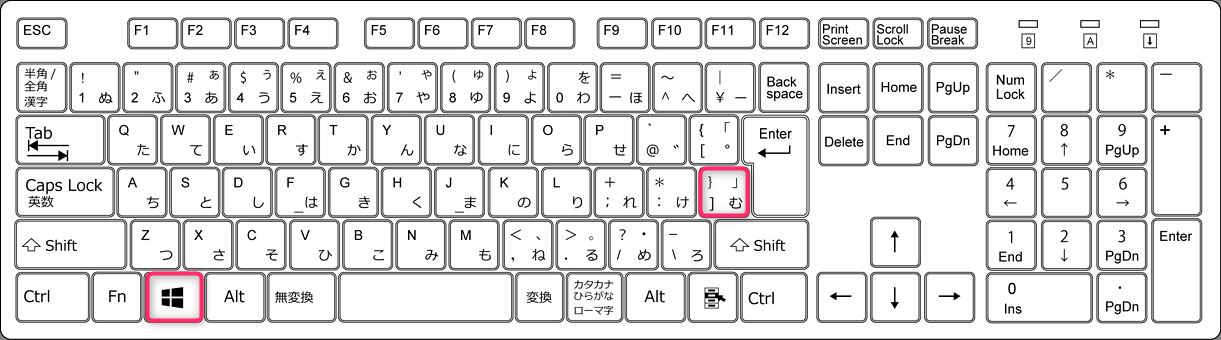 ESC F1 F2 F3 F4 F5 F6 F7 F8 F9 F10 F11 F12 Print Screen Scroll Lock Pause Break 9 A ↓
半角/全角 漢字 ! 1 ぬ " 2 ふ # ぁ 3 あ $ ぅ 4 う % ぇ 5 え & ぉ 6 お ' ゃ 7 や ( ゅ 8 ゆ ) ょ 9 よ を 0 わ = ー ほ ~ ^ へ | ¥ ー Back space Insert Home PgUp Num Lock / * −
Tab Q た W て E い R す T か Y ん U な I に O ら P せ ` @ ゛ { 「 [ ° Enter Delete End PgDn 7 Home 8 ↑ 9 PgUp +
Caps Lock 英数 A ち S と D し F _ は G き H く J _ ま K の L り + ; れ * : け } 」 ] む 4 ← 5 6 →
Shift Z つ X さ C そ V ひ B こ N み M も < 、 , ね > 。 . る ? ・ / め − \ ろ Shift ↑ 1 End 2 ↓ 3 PgDn Enter
Ctrl Fn Alt 無変換 変換 カタカナ ひらがな ローマ字 Alt Ctrl ← ↓ → 0 Ins . PgDn